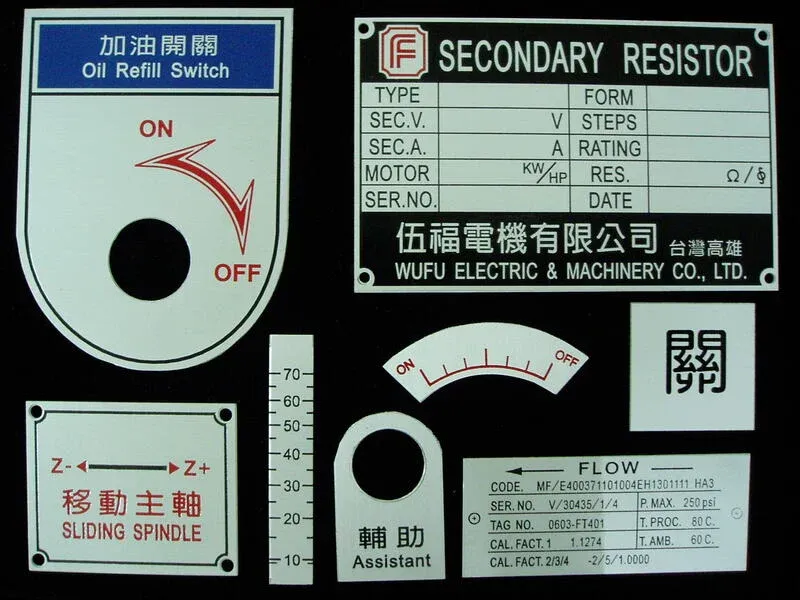 加油開關
Oil Refill Switch
ON
OFF
SECONDARY RESISTOR
TYPE FORM
SEC.V. V STEPS
SEC.A. A RATING
MOTOR KW/HP RES. Ω/∮
SER.NO. DATE
伍福電機有限公司 台灣高雄
WUFU ELECTRIC & MACHINERY CO., LTD.
ON OFF
關
70
60
50
40
30
20
10
Z- Z+
移動主軸
SLIDING SPINDLE
輔助
Assistant
FLOW
CODE. MF/E400371101004EH1301111 HA3
SER.NO. V/30435/1/4 P.MAX. 250psi
TAG NO. 0603-FT401 T.PROC. 80C.
CAL.FACT.1 1.1274 T.AMB. 60C.
CAL.FACT.2/3/4 -2/5/1.0000